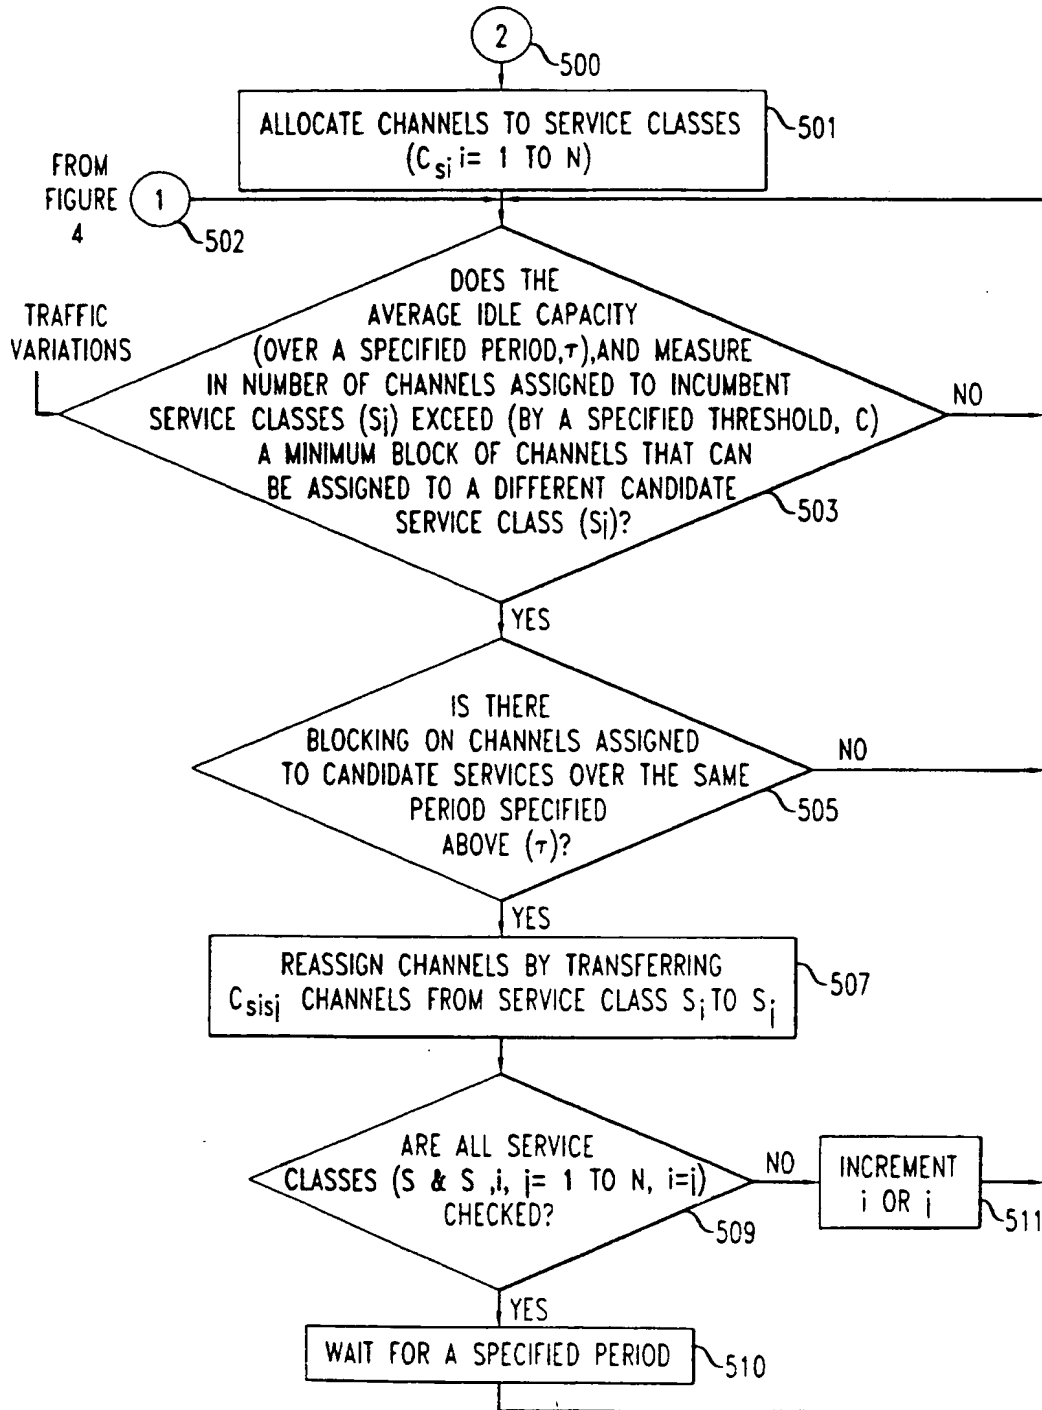 2
500
ALLOCATE CHANNELS TO SERVICE CLASSES
(Csi i= 1 TO N)
501
FROM
FIGURE
4
1
502
TRAFFIC
VARIATIONS
DOES THE
AVERAGE IDLE CAPACITY
(OVER A SPECIFIED PERIOD,τ),AND MEASURE
IN NUMBER OF CHANNELS ASSIGNED TO INCUMBENT
SERVICE CLASSES (Si) EXCEED (BY A SPECIFIED THRESHOLD, C)
A MINIMUM BLOCK OF CHANNELS THAT CAN
BE ASSIGNED TO A DIFFERENT CANDIDATE
SERVICE CLASS (Sj)?
NO
503
YES
IS THERE
BLOCKING ON CHANNELS ASSIGNED
TO CANDIDATE SERVICES OVER THE SAME
PERIOD SPECIFIED
ABOVE (τ)?
NO
505
YES
REASSIGN CHANNELS BY TRANSFERRING
Csisj CHANNELS FROM SERVICE CLASS Si TO Sj
507
ARE ALL SERVICE
CLASSES (S & S ,i, j= 1 TO N, i=j)
CHECKED?
NO
509
INCREMENT
i OR j
511
YES
WAIT FOR A SPECIFIED PERIOD
510